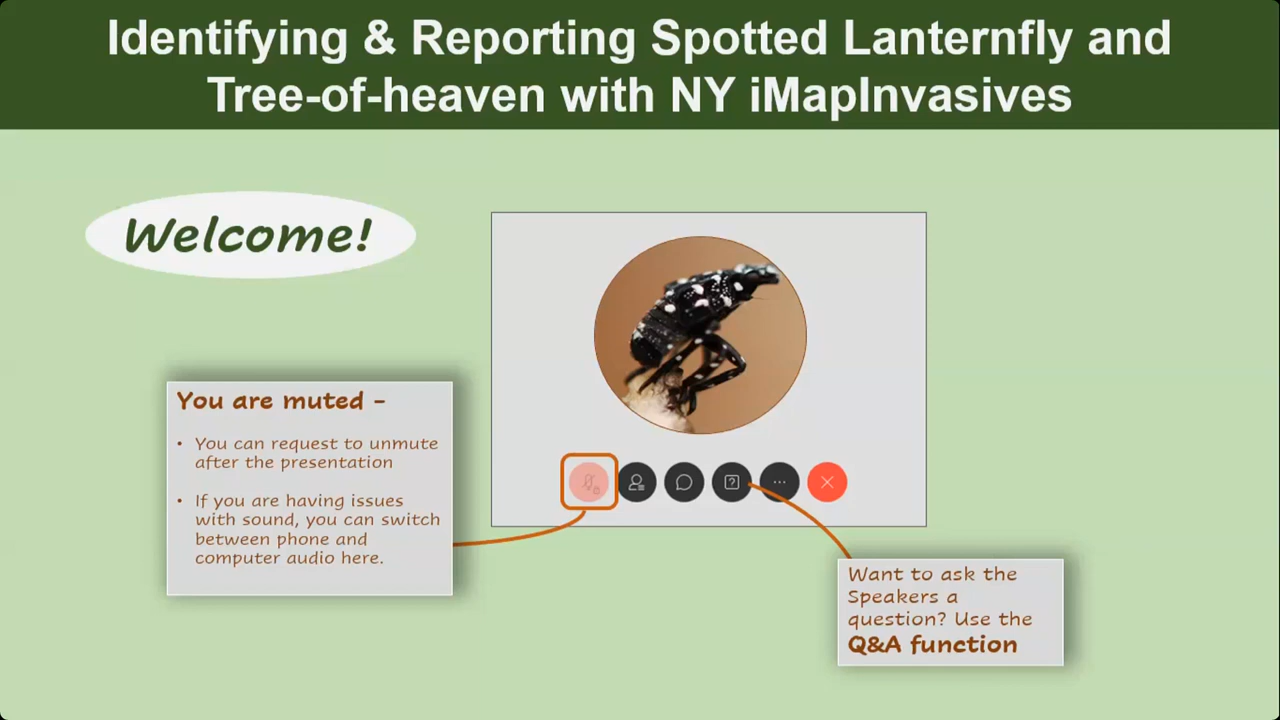 Identifying & Reporting Spotted Lanternfly and
Tree-of-heaven with NY iMapInvasives
Welcome!
You are muted –
• You can request to unmute
after the presentation
• If you are having issues
with sound, you can switch
between phone and
computer audio here.
Want to ask the
Speakers a
question? Use the
Q&A function